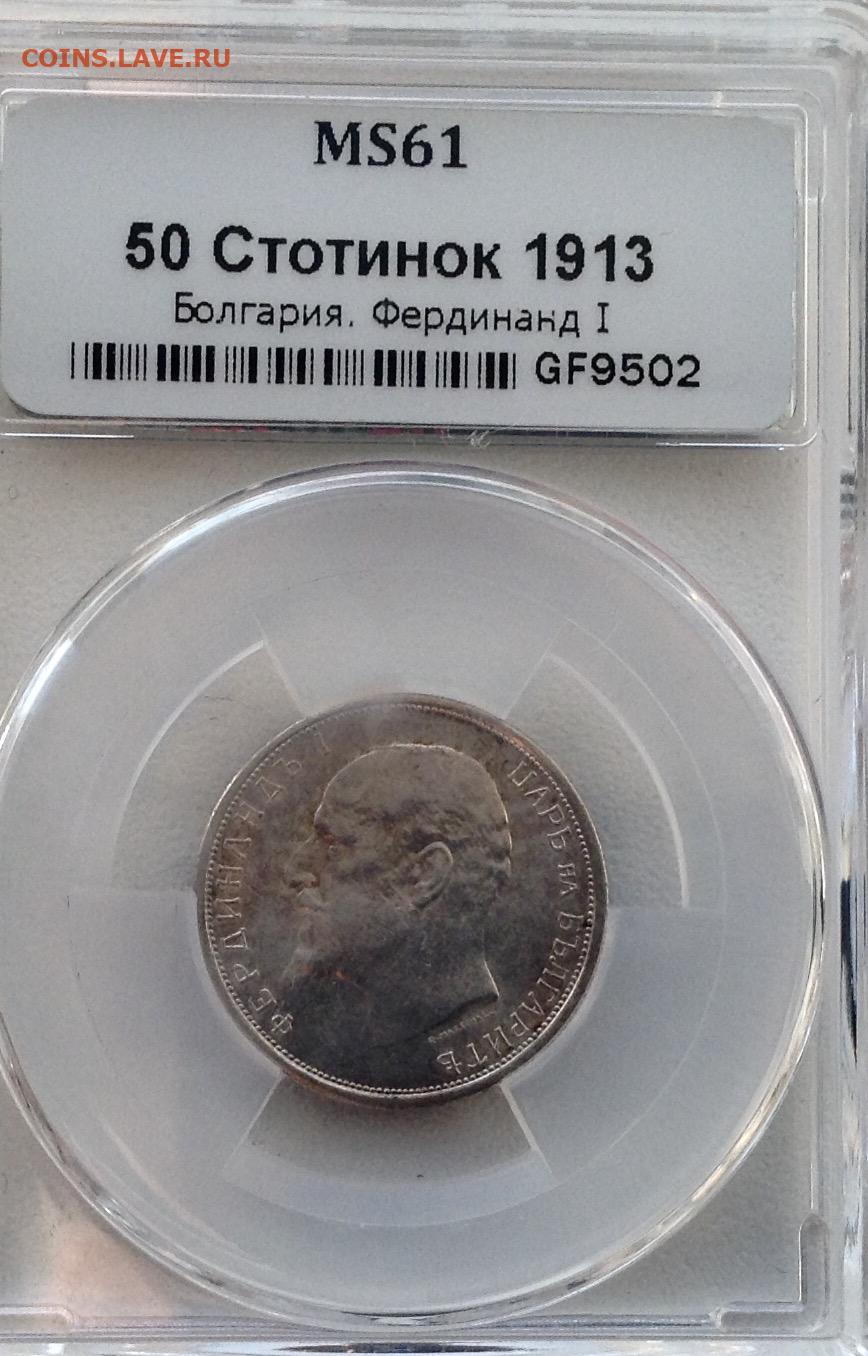 COINS.LAVE.RU
MS61
50 Стотинок 1913
Болгария. Фердинанд I
GF9502
ФЕРДИНАНДЪ I
ЦАРЬ НА БЪЛГАРИТѢ